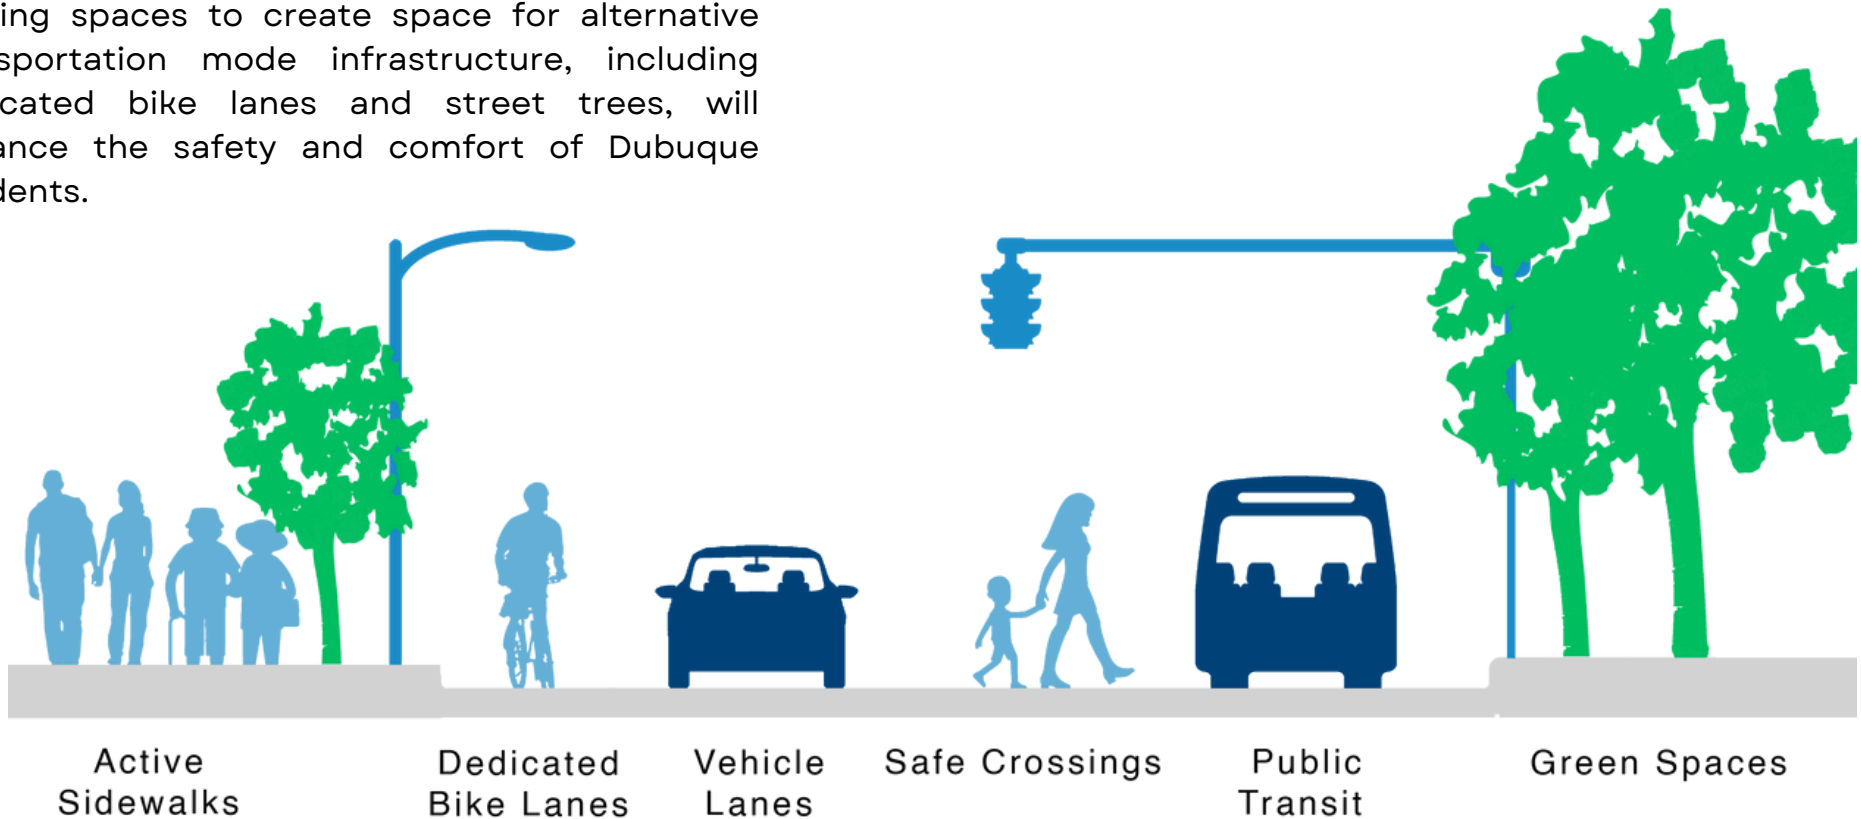 ing spaces to create space for alternative
sportation mode infrastructure, including
cated bike lanes and street trees, will
ance the safety and comfort of Dubuque
dents.
Active
Sidewalks
Dedicated
Bike Lanes
Vehicle
Lanes
Safe Crossings
Public
Transit
Green Spaces